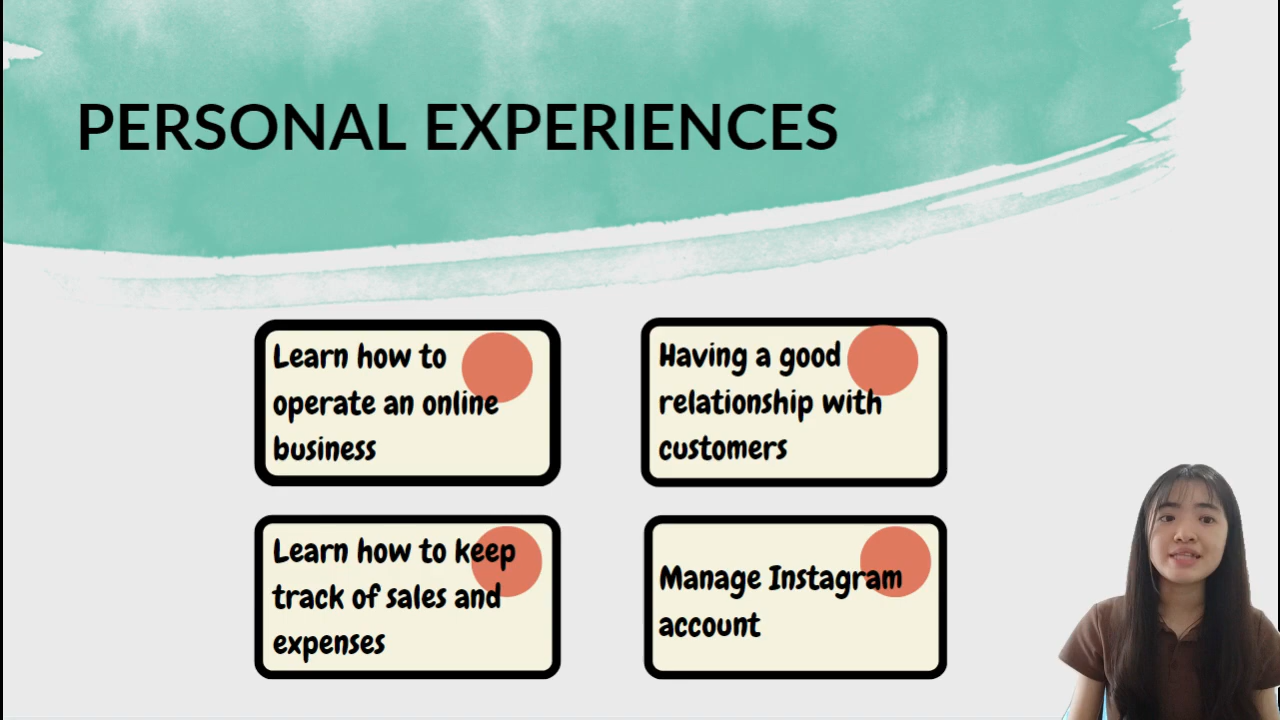 PERSONAL EXPERIENCES
Learn how to
operate an online
business
Having a good
relationship with
customers
Learn how to keep
track of sales and
expenses
Manage Instagram
account